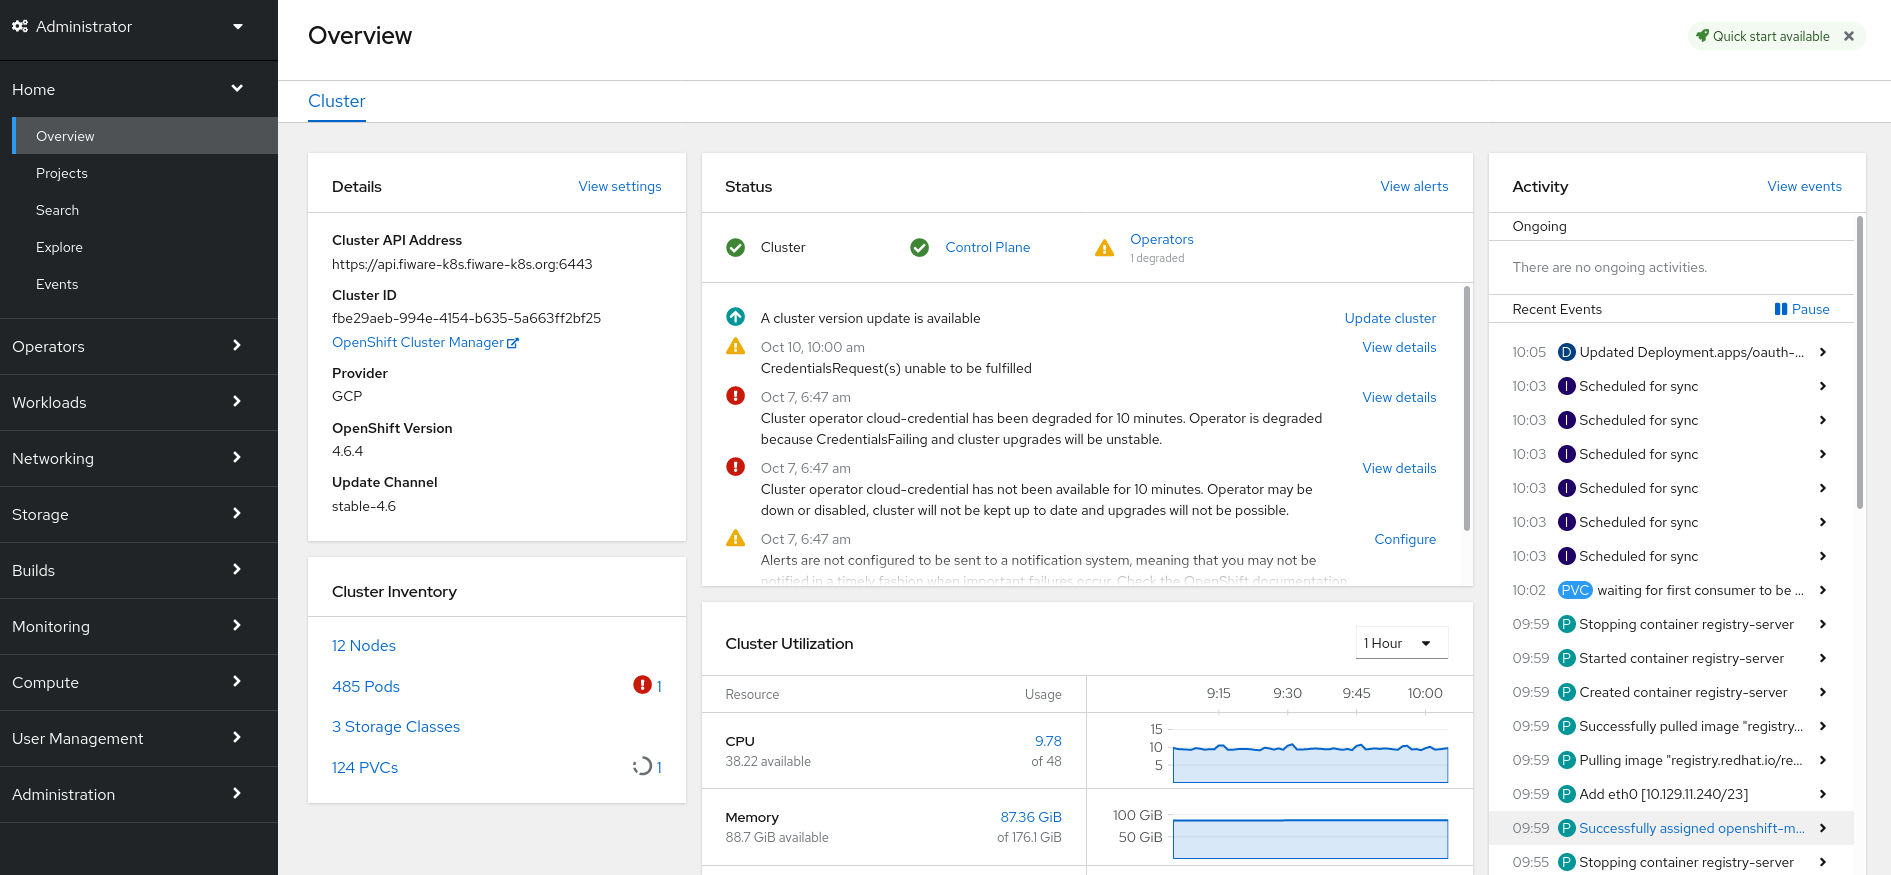 Administrator
Home
Overview
Projects
Search
Explore
Events
Operators
Workloads
Networking
Storage
Builds
Monitoring
Compute
User Management
Administration
Overview
Quick start available
Cluster
Details
View settings
Cluster API Address
https://api.fiware-k8s.fiware-k8s.org:6443
Cluster ID
fbe29aeb-994e-4154-b635-5a663ff2bf25
OpenShift Cluster Manager
Provider
GCP
OpenShift Version
4.6.4
Update Channel
stable-4.6
Cluster Inventory
12 Nodes
485 Pods 1
3 Storage Classes
124 PVCs 1
Status
View alerts
Cluster
Control Plane
Operators
1 degraded
A cluster version update is available Update cluster
Oct 10, 10:00 am View details
CredentialsRequest(s) unable to be fulfilled
Oct 7, 6:47 am View details
Cluster operator cloud-credential has been degraded for 10 minutes. Operator is degraded
because CredentialsFailing and cluster upgrades will be unstable.
Oct 7, 6:47 am View details
Cluster operator cloud-credential has not been available for 10 minutes. Operator may be
down or disabled, cluster will not be kept up to date and upgrades will not be possible.
Oct 7, 6:47 am Configure
Alerts are not configured to be sent to a notification system, meaning that you may not be
notified in a timely fashion when important failures occur. Check the OpenShift documentation
Cluster Utilization
1 Hour
Resource Usage 9:15 9:30 9:45 10:00
CPU 9.78
38.22 available of 48
15
10
5
Memory 87.36 GiB
88.7 GiB available of 176.1 GiB
100 GiB
50 GiB
Activity
View events
Ongoing
There are no ongoing activities.
Recent Events Pause
10:05 D Updated Deployment.apps/oauth-...
10:03 I Scheduled for sync
10:03 I Scheduled for sync
10:03 I Scheduled for sync
10:03 I Scheduled for sync
10:03 I Scheduled for sync
10:03 I Scheduled for sync
10:02 PVC waiting for first consumer to be ...
09:59 P Stopping container registry-server
09:59 P Started container registry-server
09:59 P Created container registry-server
09:59 P Successfully pulled image "registry...
09:59 P Pulling image "registry.redhat.io/re...
09:59 P Add eth0 [10.129.11.240/23]
09:59 P Successfully assigned openshift-m...
09:55 P Stopping container registry-server